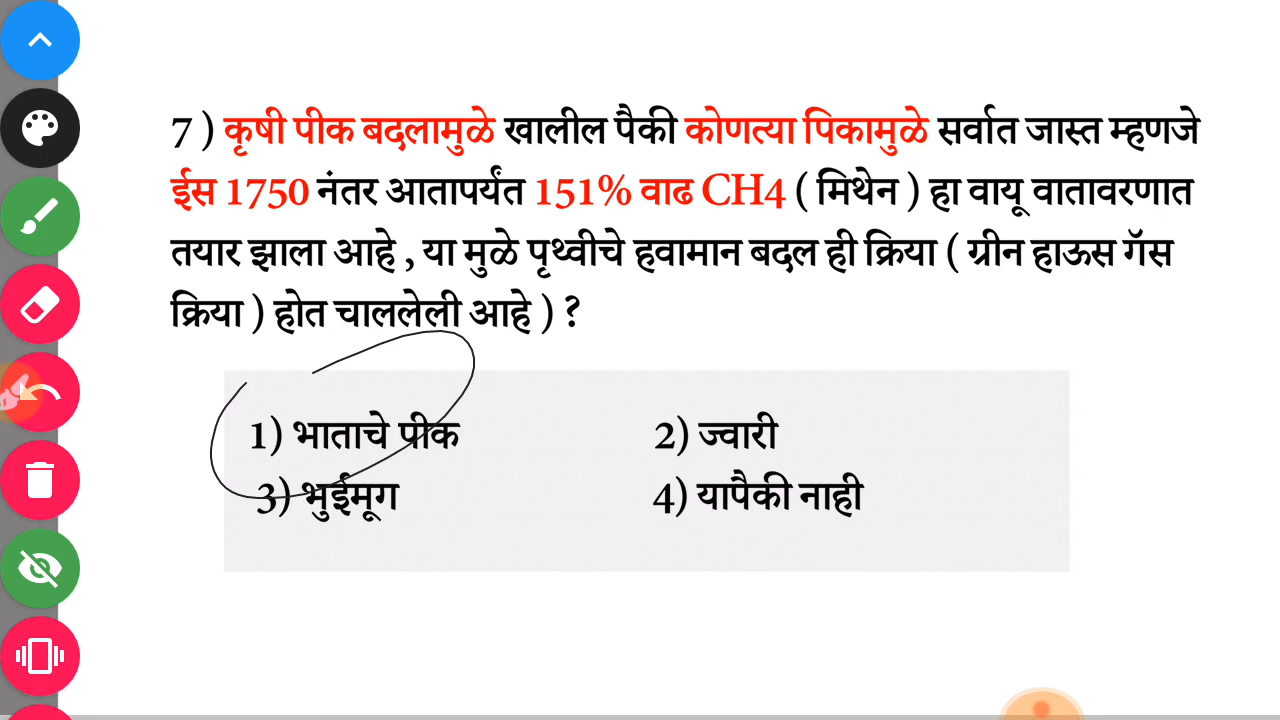 7 ) कृषी पीक बदलामुळे खालील पैकी कोणत्या पिकामुळे सर्वात जास्त म्हणजे
ईस 1750 नंतर आतापर्यंत 151% वाढ CH4 ( मिथेन ) हा वायू वातावरणात
तयार झाला आहे , या मुळे पृथ्वीचे हवामान बदल ही क्रिया ( ग्रीन हाऊस गॅस
क्रिया ) होत चाललेली आहे ) ?
1) भाताचे पीक 2) ज्वारी
3) भुईमूग 4) यापैकी नाही